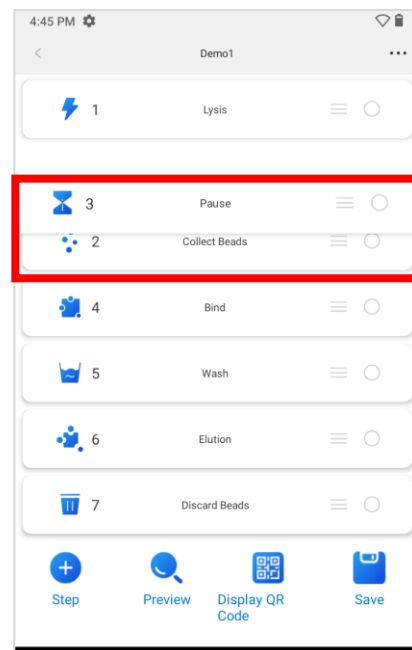 4:45 PM
Demo1
1 Lysis
3 Pause
2 Collect Beads
4 Bind
5 Wash
6 Elution
7 Discard Beads
Step Preview Display QR Save
Code